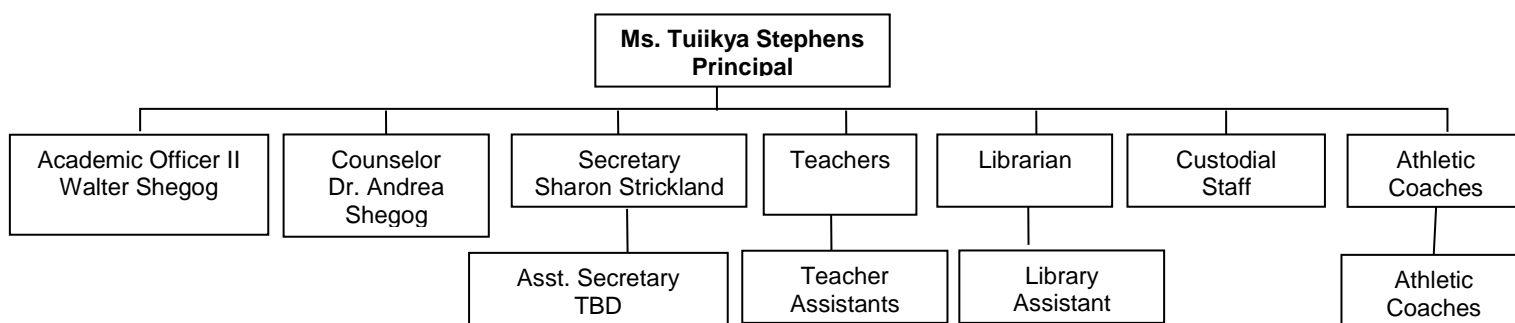 Ms. Tuiikya Stephens
Principal
Academic Officer II
Walter Shegog
Counselor
Dr. Andrea
Shegog
Secretary
Sharon Strickland
Teachers
Librarian
Custodial
Staff
Athletic
Coaches
Asst. Secretary
TBD
Teacher
Assistants
Library
Assistant
Athletic
Coaches